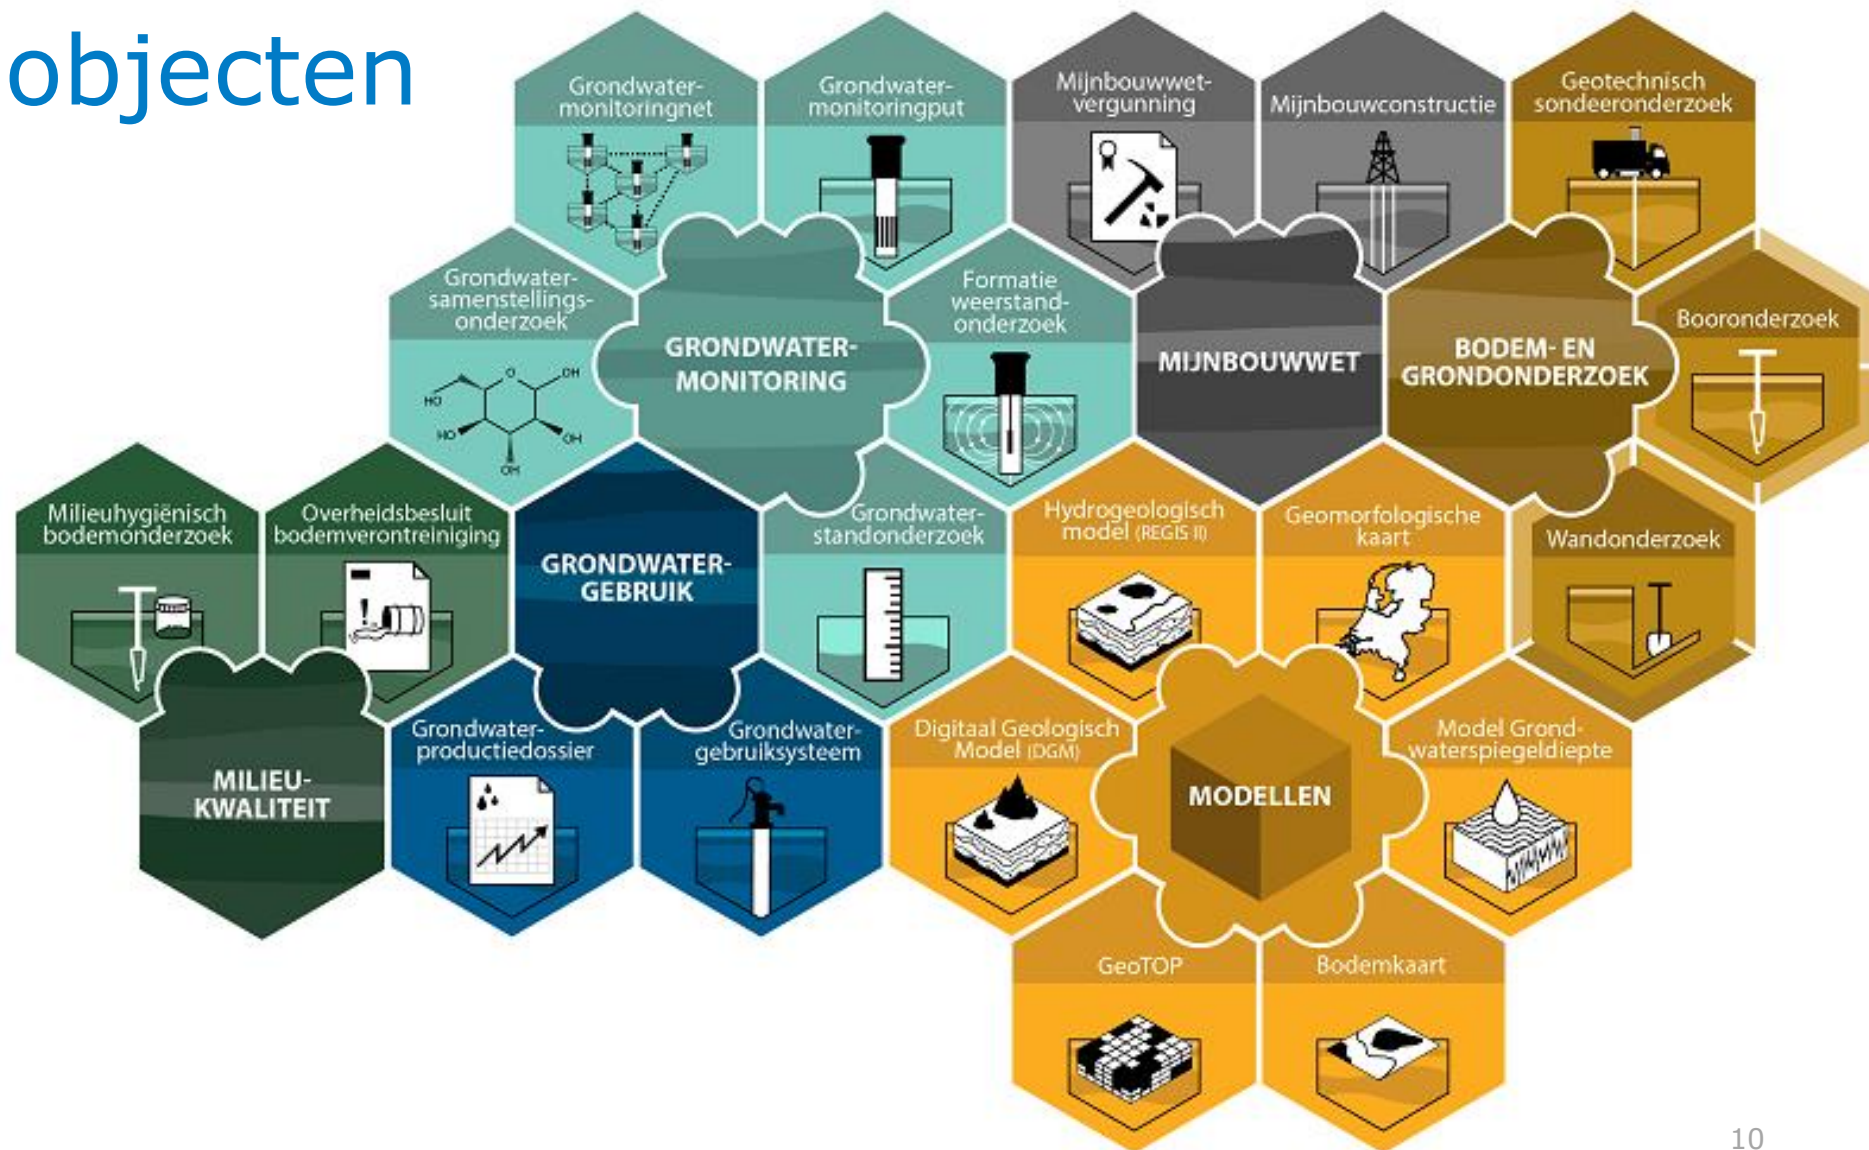 objecten
Grondwater-
monitoringnet
Grondwater-
monitoringput
Mijnbouwwet-
vergunning
Mijnbouwconstructie
Geotechnisch
sondeeronderzoek
Grondwater-
samenstellings-
onderzoek
HO
O
OH
HO
OH
OH
GRONDWATER-
MONITORING
Formatie
weerstand-
onderzoek
MIJNBOUWWET
BODEM- EN
GRONDONDERZOEK
Booronderzoek
Milieuhygiënisch
bodemonderzoek
Overheidsbesluit
bodemverontreiniging
!
GRONDWATER-
GEBRUIK
Grondwater-
standonderzoek
Hydrogeologisch
model (REGIS II)
Geomorfologische
kaart
Wandonderzoek
MILIEU-
KWALITEIT
Grondwater-
productiedossier
Grondwater-
gebruiksysteem
Digitaal Geologisch
Model (DGM)
MODELLEN
Model Grond-
waterspiegeldiepte
GeoTOP
Bodemkaart
10